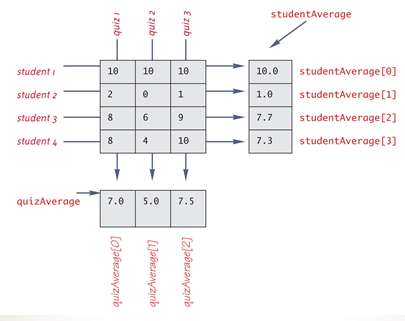 studentAverage
quiz 1
quiz 2
quiz 3
student 1
10 10 10
10.0
studentAverage[0]
student 2
2 0 1
1.0
studentAverage[1]
student 3
8 6 9
7.7
studentAverage[2]
student 4
8 4 10
7.3
studentAverage[3]
quizAverage
7.0 5.0 7.5
quizAverage[0]
quizAverage[1]
quizAverage[2]